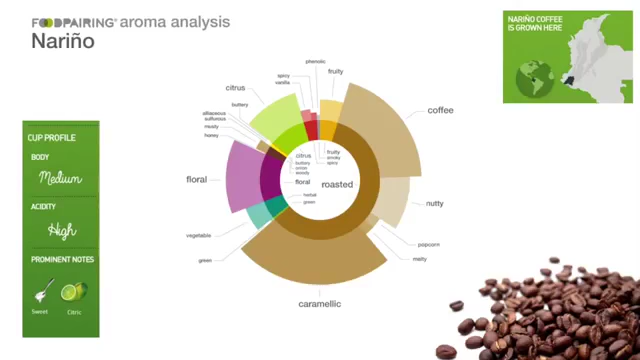 FOODPAIRING® aroma analysis
Nariño
NARIÑO COFFEE
IS GROWN HERE
CUP PROFILE
BODY
Medium
ACIDITY
High
PROMINENT NOTES
Sweet
Citric
phenolic
spicy
fruity
vanilla
citrus
buttery
alliaceous
sulfurous
musty
honey
floral
vegetable
green
caramellic
malty
popcorn
nutty
coffee
citrus
buttery
onion
woody
floral
herbal
green
fruity
smoky
spicy
roasted